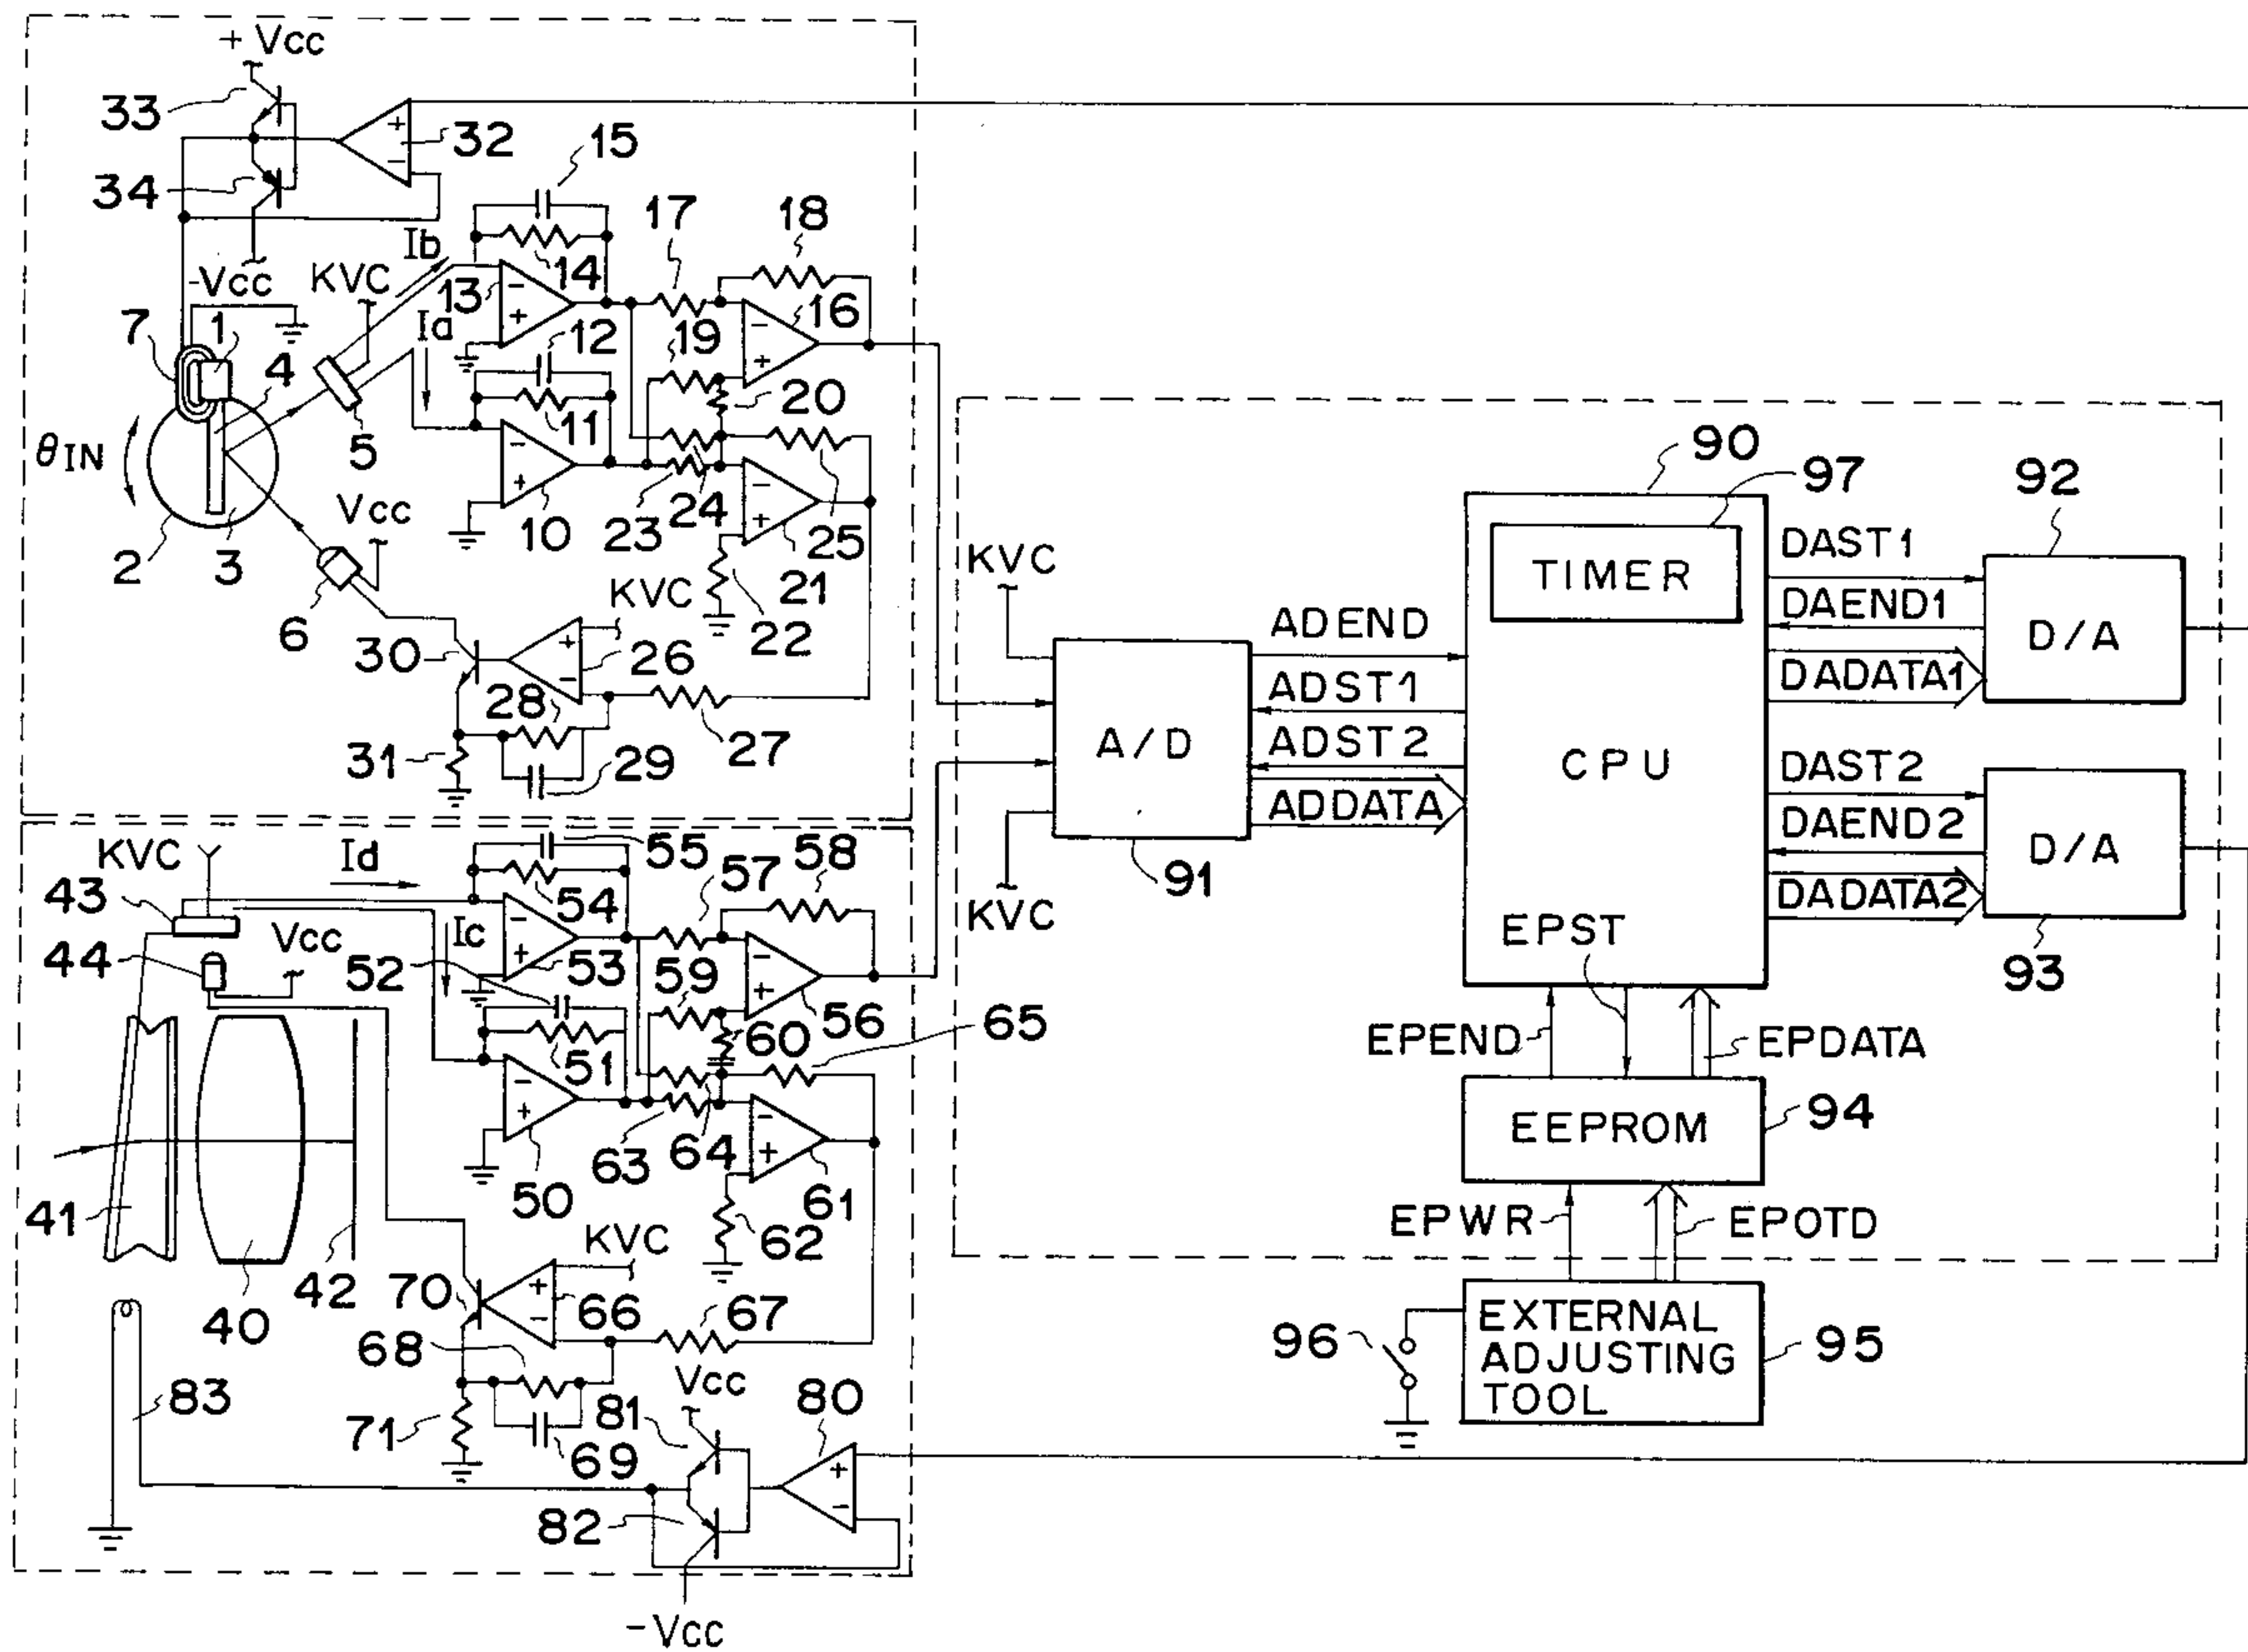 + Vcc
33
32
15
34
17
18
Ib
14
-Vcc
KVC
13
16
7
1
Ia
12
19
4
20
5
11
θIN
Vcc
23
24
10
25
2
3
21
KVC
22
6
30
26
28
27
31
29
90
97
92
KVC
TIMER
DAST1
ADEND
DAEND1
D/A
ADST1
DADATA1
A/D
ADST2
CPU
DAST2
ADDATA
DAEND2
D/A
91
KVC
DADATA2
EPST
93
EPEND
EPDATA
EEPROM
94
EPWR
EPOTD
96
EXTERNAL
ADJUSTING
TOOL
95
KVC
Id
55
58
57
43
54
Ic
Vcc
44
52
53
59
56
65
60
51
64
63
50
61
41
62
KVC
42
70
66
67
40
68
Vcc
83
81
80
71
69
82
-Vcc